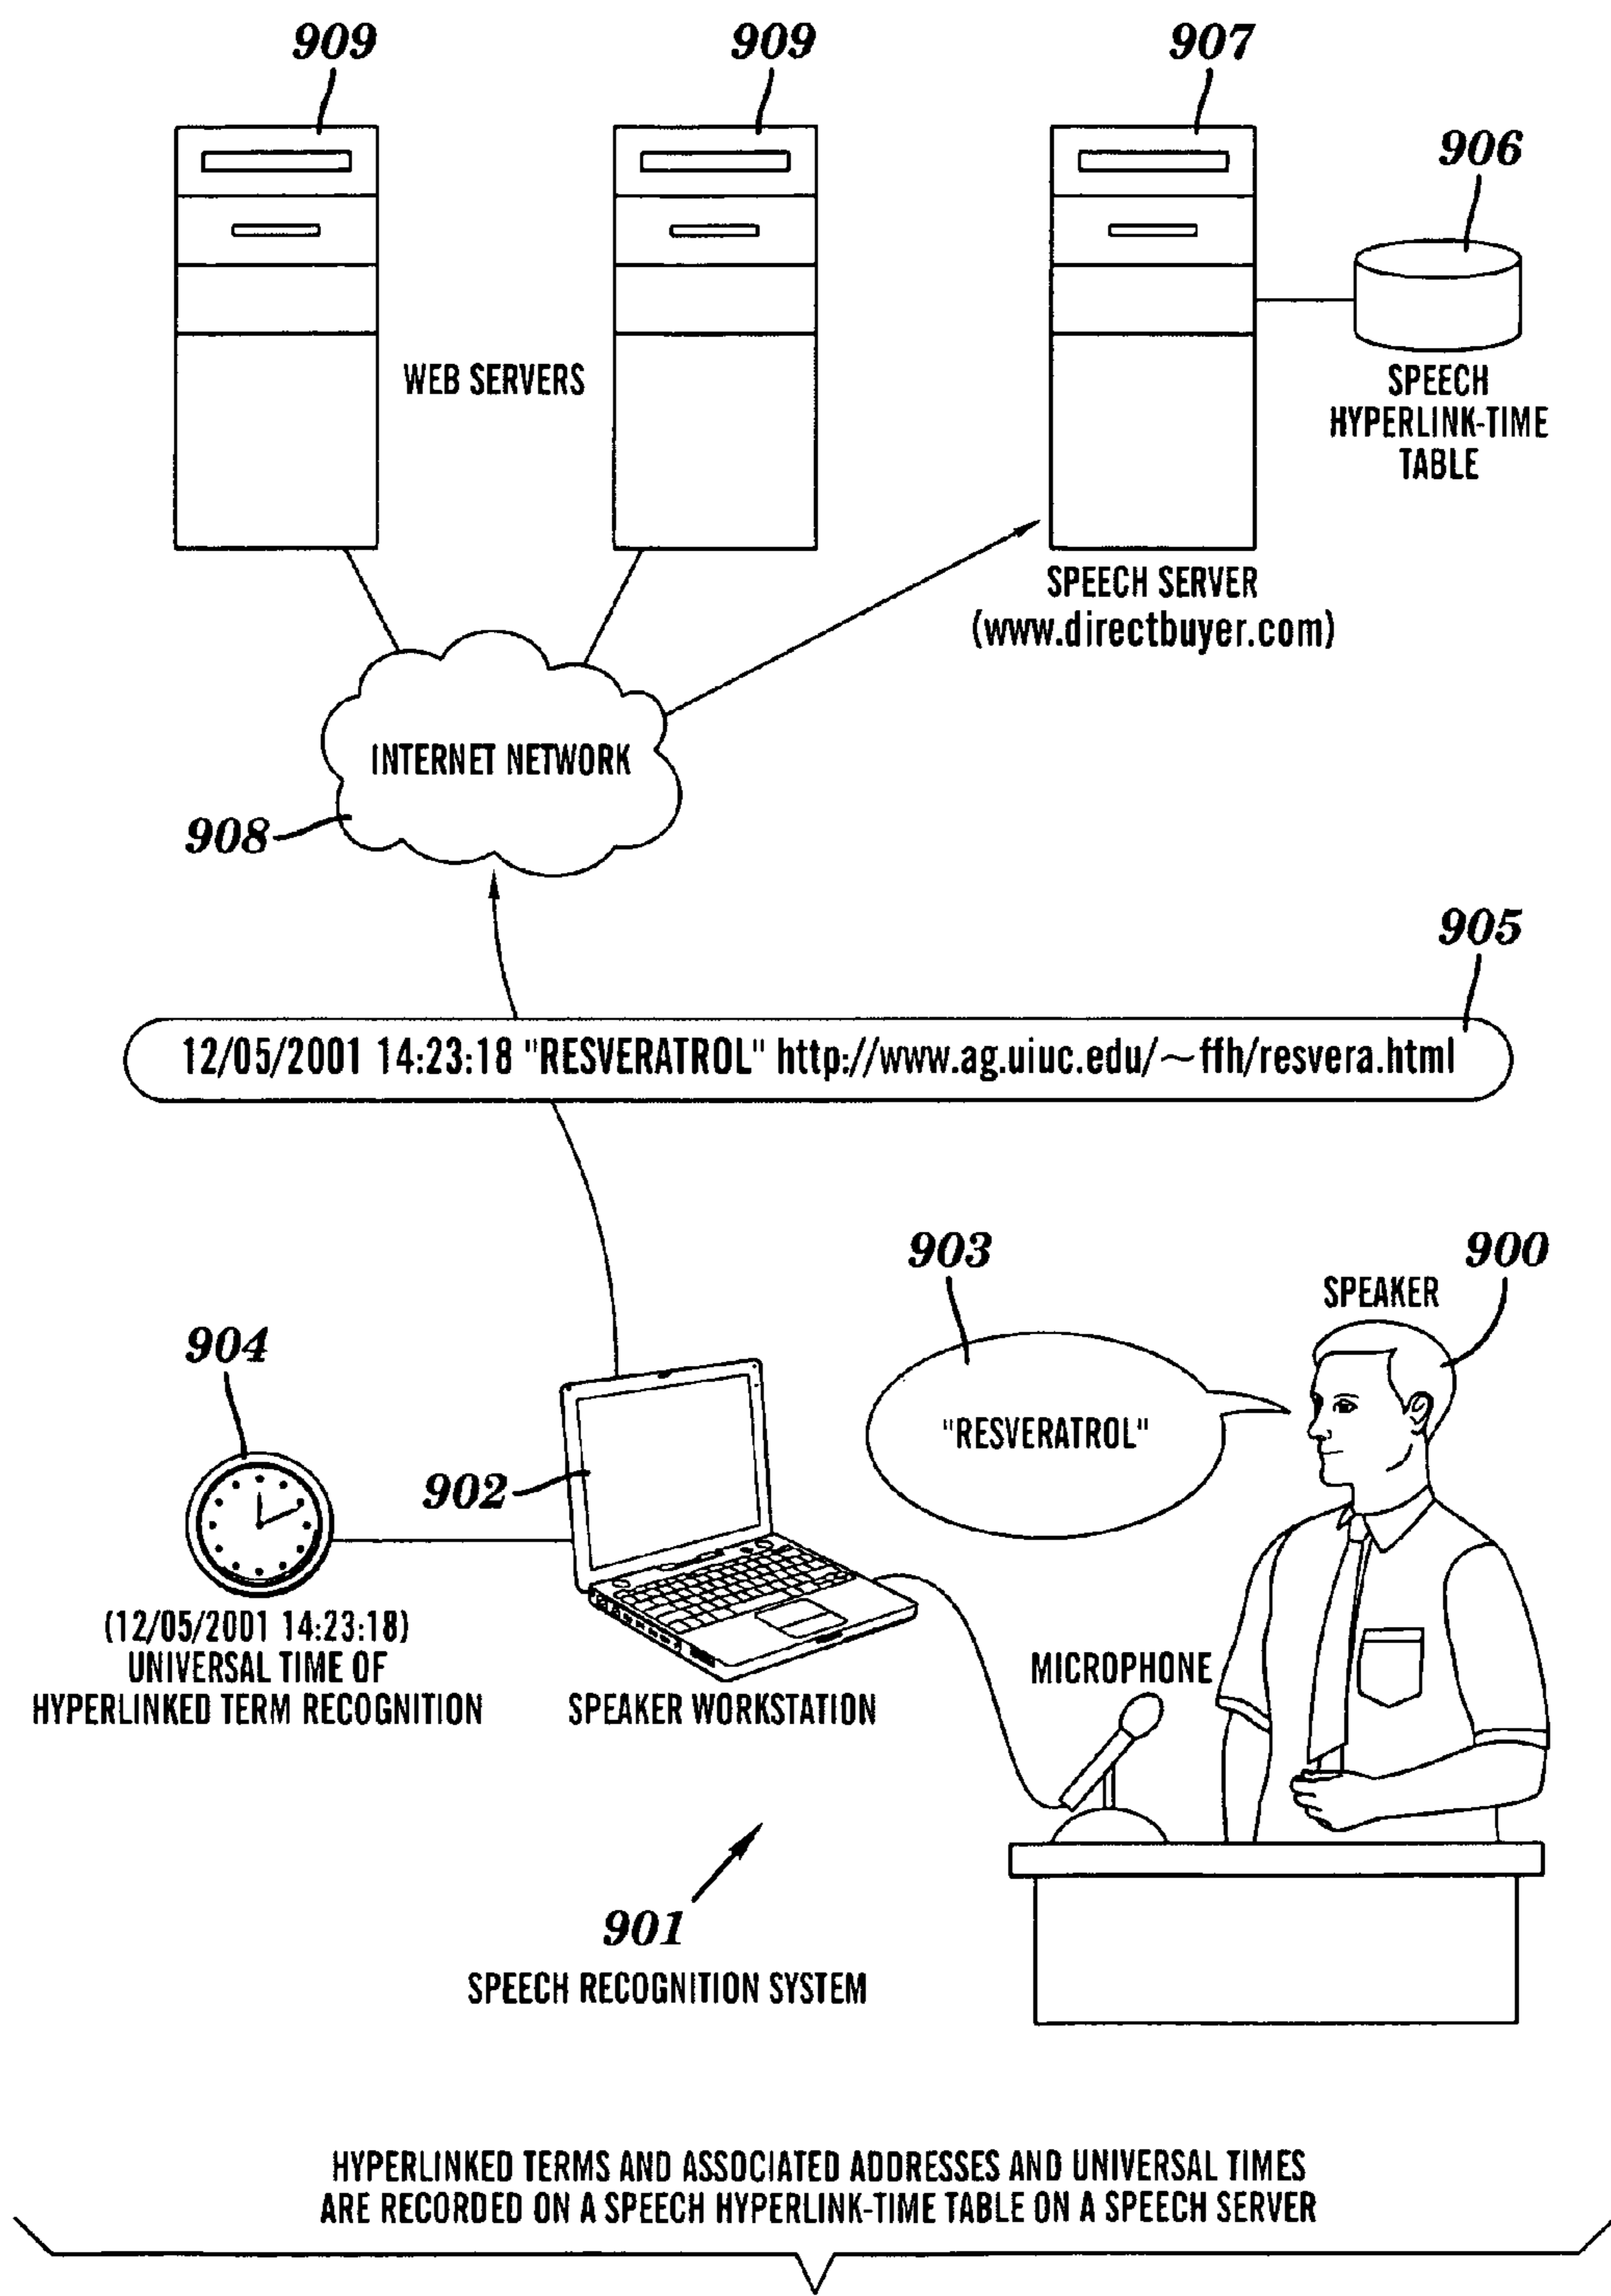 909
909
907
906
WEB SERVERS
SPEECH
HYPERLINK-TIME
TABLE
SPEECH SERVER
(www.directbuyer.com)
INTERNET NETWORK
908
905
12/05/2001 14:23:18 "RESVERATROL" http://www.ag.uiuc.edu/~ffh/resvera.html
903
900
SPEAKER
904
"RESVERATROL"
902
(12/05/2001 14:23:18)
UNIVERSAL TIME OF
HYPERLINKED TERM RECOGNITION
SPEAKER WORKSTATION
MICROPHONE
901
SPEECH RECOGNITION SYSTEM
HYPERLINKED TERMS AND ASSOCIATED ADDRESSES AND UNIVERSAL TIMES
ARE RECORDED ON A SPEECH HYPERLINK-TIME TABLE ON A SPEECH SERVER